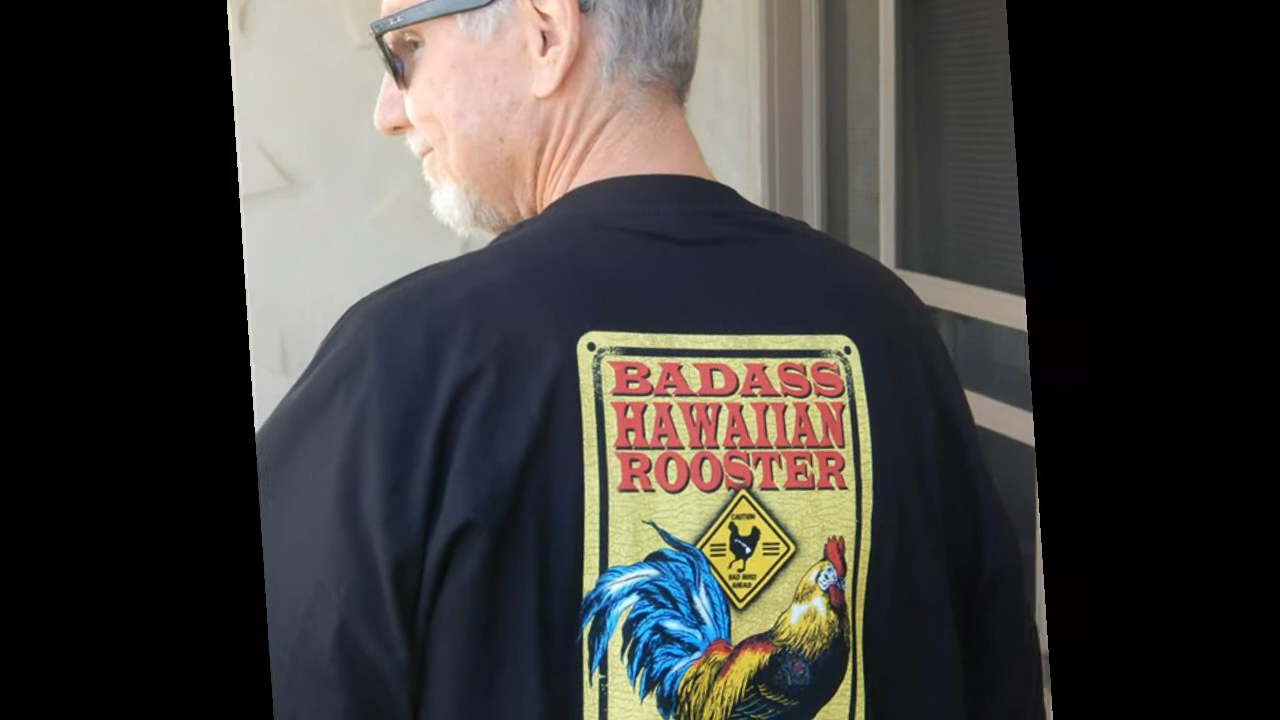 BADASS
HAWAIIAN
ROOSTER
CAUTION
BAD BIRD
AHEAD